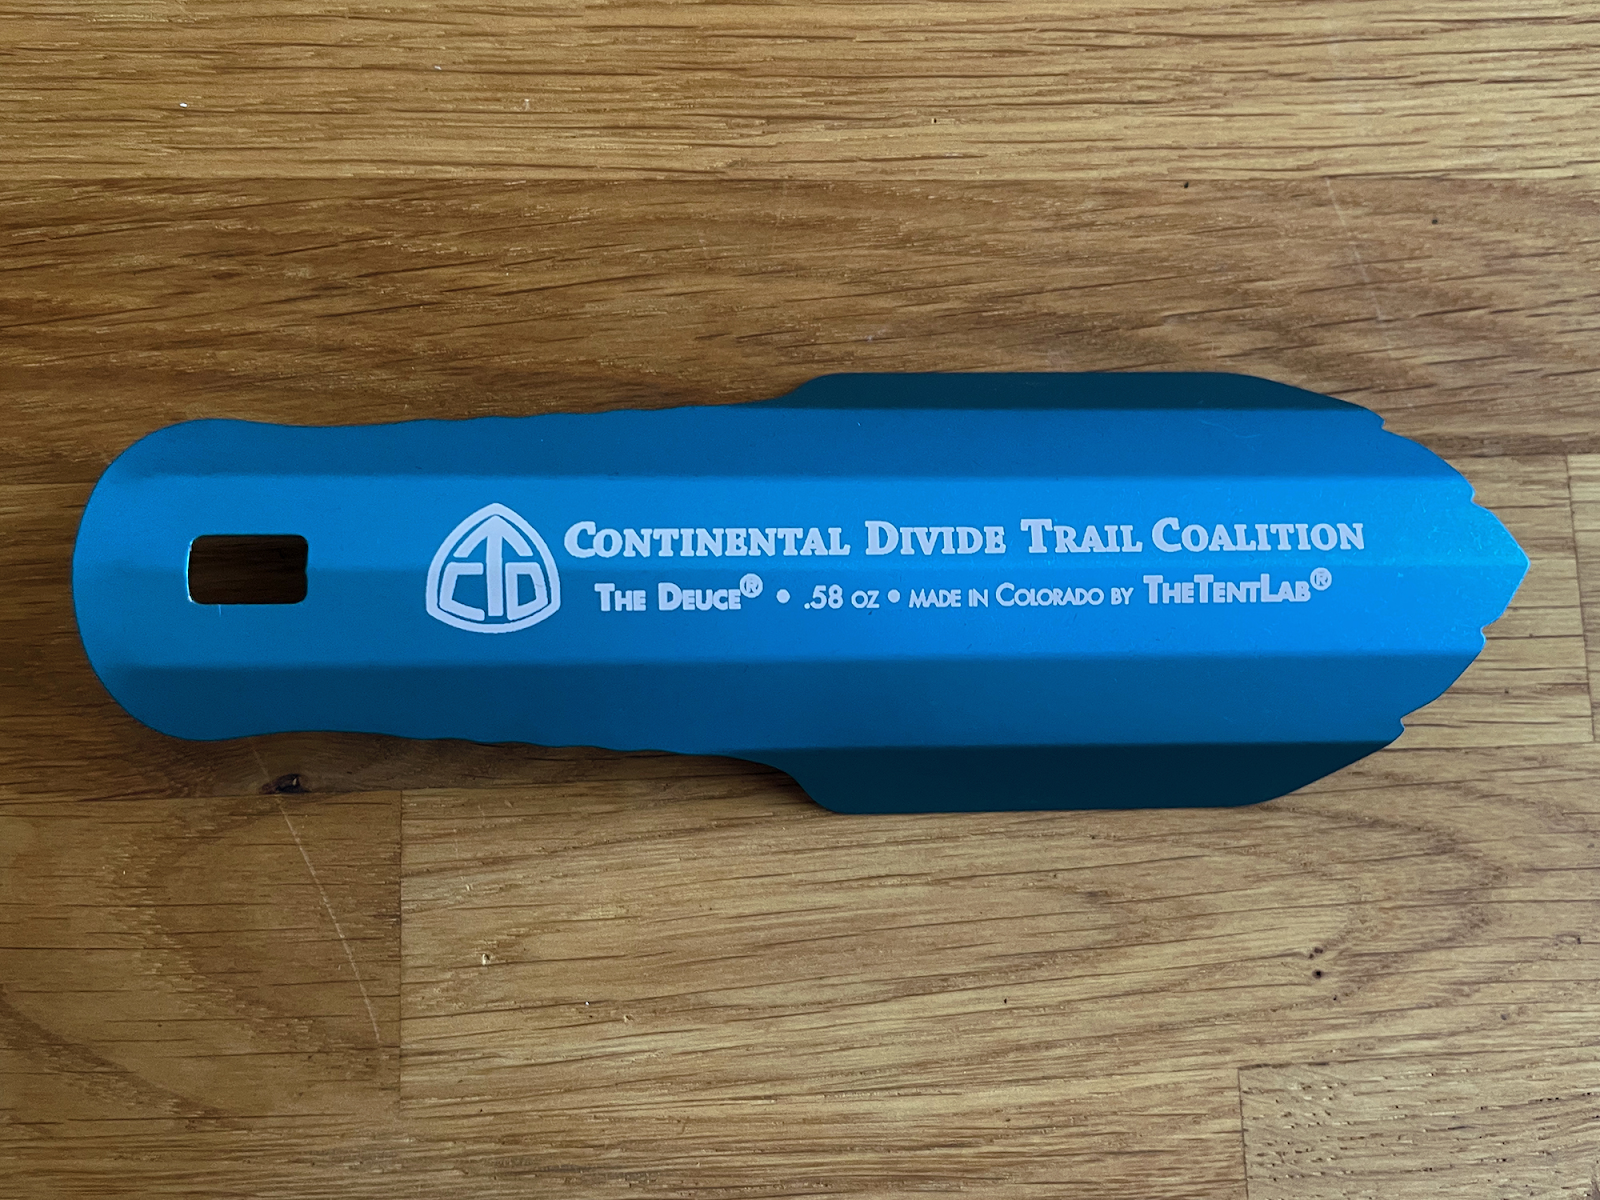 CONTINENTAL DIVIDE TRAIL COALITION
CTD
THE DEUCE® • .58 OZ • MADE IN COLORADO BY THETENTLAB®